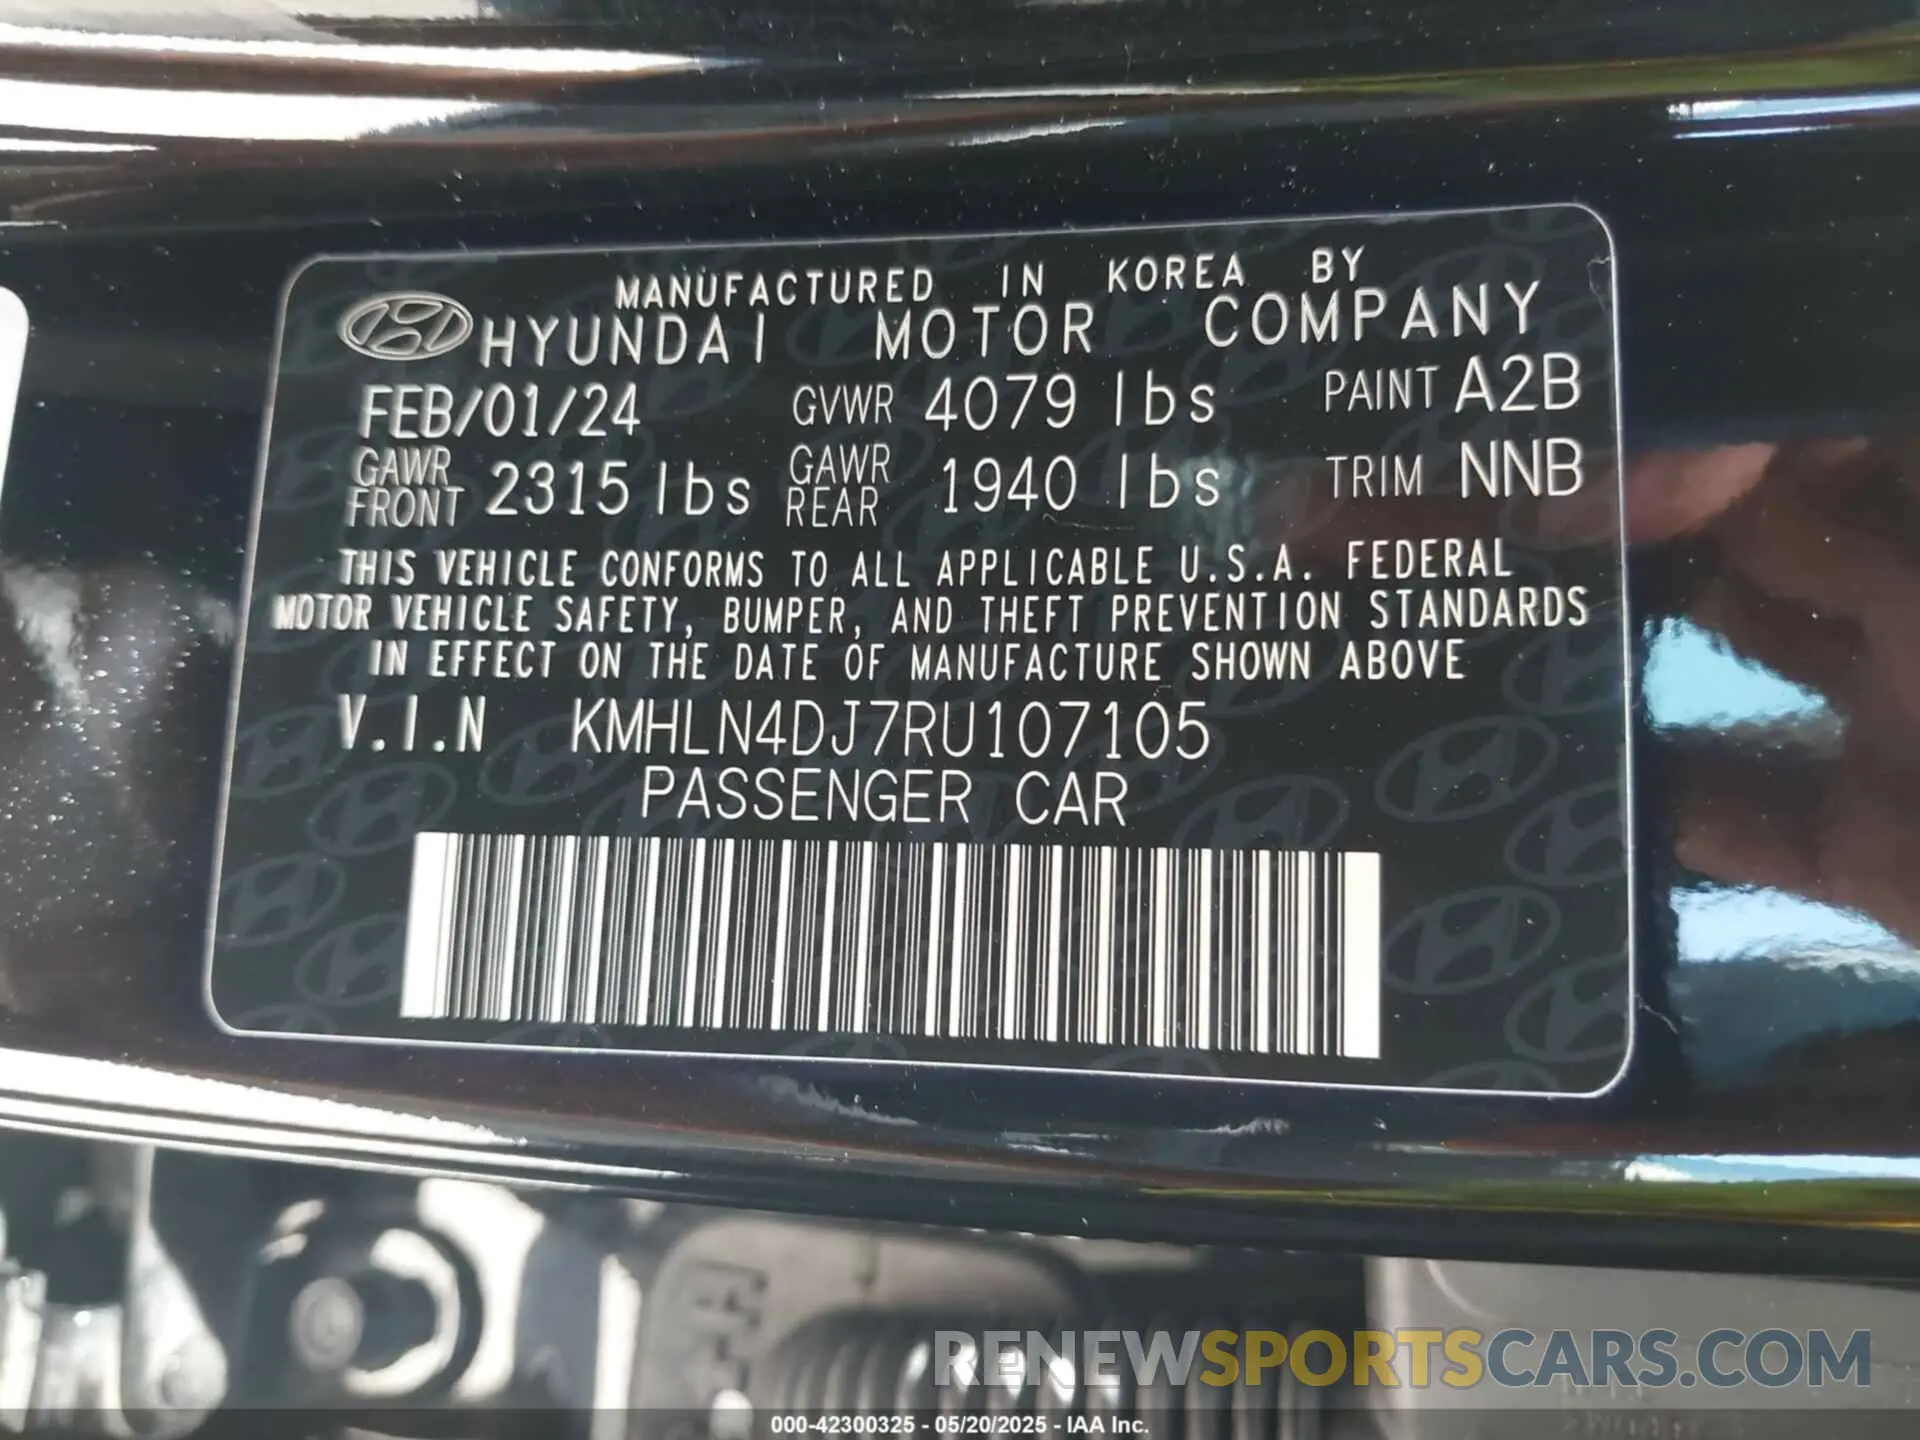 MANUFACTURED IN KOREA BY
HYUNDAI MOTOR COMPANY
FEB/01/24 GVWR 4079 lbs PAINT A2B
GAWR FRONT 2315 lbs GAWR REAR 1940 lbs TRIM NNB
THIS VEHICLE CONFORMS TO ALL APPLICABLE U.S.A. FEDERAL
MOTOR VEHICLE SAFETY, BUMPER, AND THEFT PREVENTION STANDARDS
IN EFFECT ON THE DATE OF MANUFACTURE SHOWN ABOVE
V.I.N KMHLN4DJ7RU107105
PASSENGER CAR
RENEWSPORTSCARS.COM
000-42300325 - 05/20/2025 - IAA Inc.